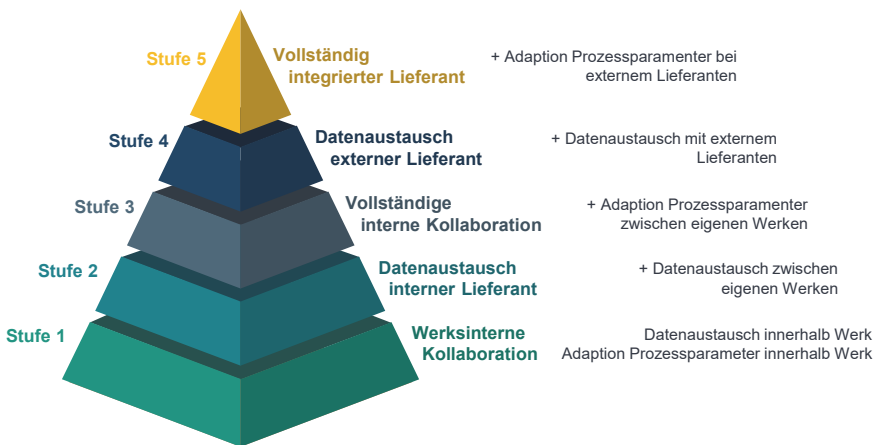 Stufe 5
Vollständig
integrierter Lieferant
+ Adaption Prozessparamenter bei
externem Lieferanten
Stufe 4
Datenaustausch
externer Lieferant
+ Datenaustausch mit externem
Lieferanten
Stufe 3
Vollständige
interne Kollaboration
+ Adaption Prozessparamenter
zwischen eigenen Werken
Stufe 2
Datenaustausch
interner Lieferant
+ Datenaustausch zwischen
eigenen Werken
Stufe 1
Werksinterne
Kollaboration
Datenaustausch innerhalb Werk
Adaption Prozessparameter innerhalb Werk